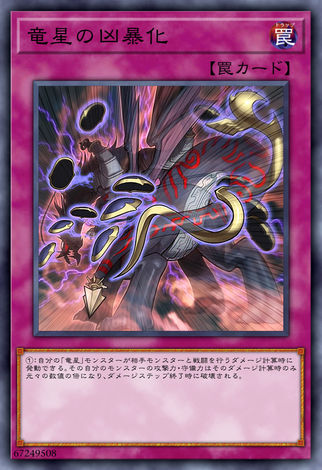 竜星の凶暴化
トラップ
罠
【罠カード】
①:自分の「竜星」モンスターが相手モンスターと戦闘を行うダメージ計算時に
発動できる。その自分のモンスターの攻撃力・守備力はそのダメージ計算時のみ
元々の数値の倍になり、ダメージステップ終了時に破壊される。
67249508